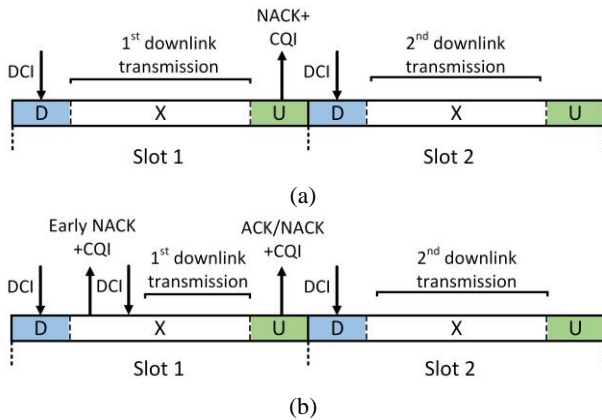 NACK+
CQI
1st downlink
transmission
2nd downlink
transmission
DCI
DCI
D X U D X U
Slot 1 Slot 2
(a)
Early NACK
+CQI
ACK/NACK
+CQI
1st downlink
transmission
2nd downlink
transmission
DCI
DCI
DCI
D X U D X U
Slot 1 Slot 2
(b)